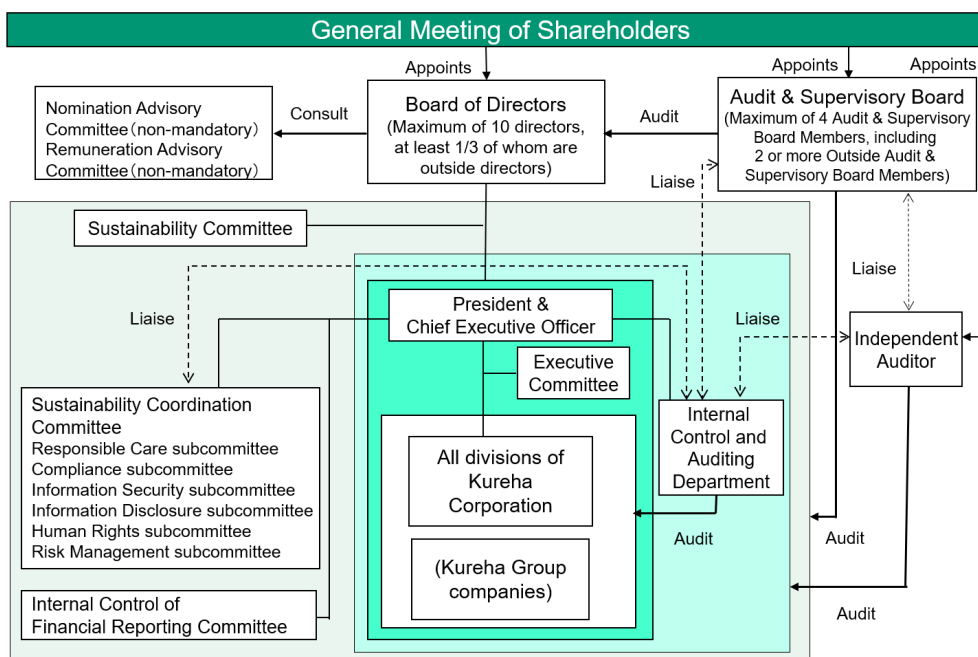 General Meeting of Shareholders
Appoints
Appoints
Appoints
Nomination Advisory
Committee(non-mandatory)
Remuneration Advisory
Committee(non-mandatory)
Consult
Board of Directors
(Maximum of 10 directors,
at least 1/3 of whom are
outside directors)
Audit
Audit & Supervisory Board
(Maximum of 4 Audit & Supervisory
Board Members, including
2 or more Outside Audit &
Supervisory Board Members)
Liaise
Sustainability Committee
Liaise
President &
Chief Executive Officer
Liaise
Liaise
Independent
Auditor
Executive
Committee
Sustainability Coordination
Committee
Responsible Care subcommittee
Compliance subcommittee
Information Security subcommittee
Information Disclosure subcommittee
Human Rights subcommittee
Risk Management subcommittee
All divisions of
Kureha
Corporation
Internal
Control and
Auditing
Department
Audit
Audit
(Kureha Group
companies)
Audit
Internal Control of
Financial Reporting Committee